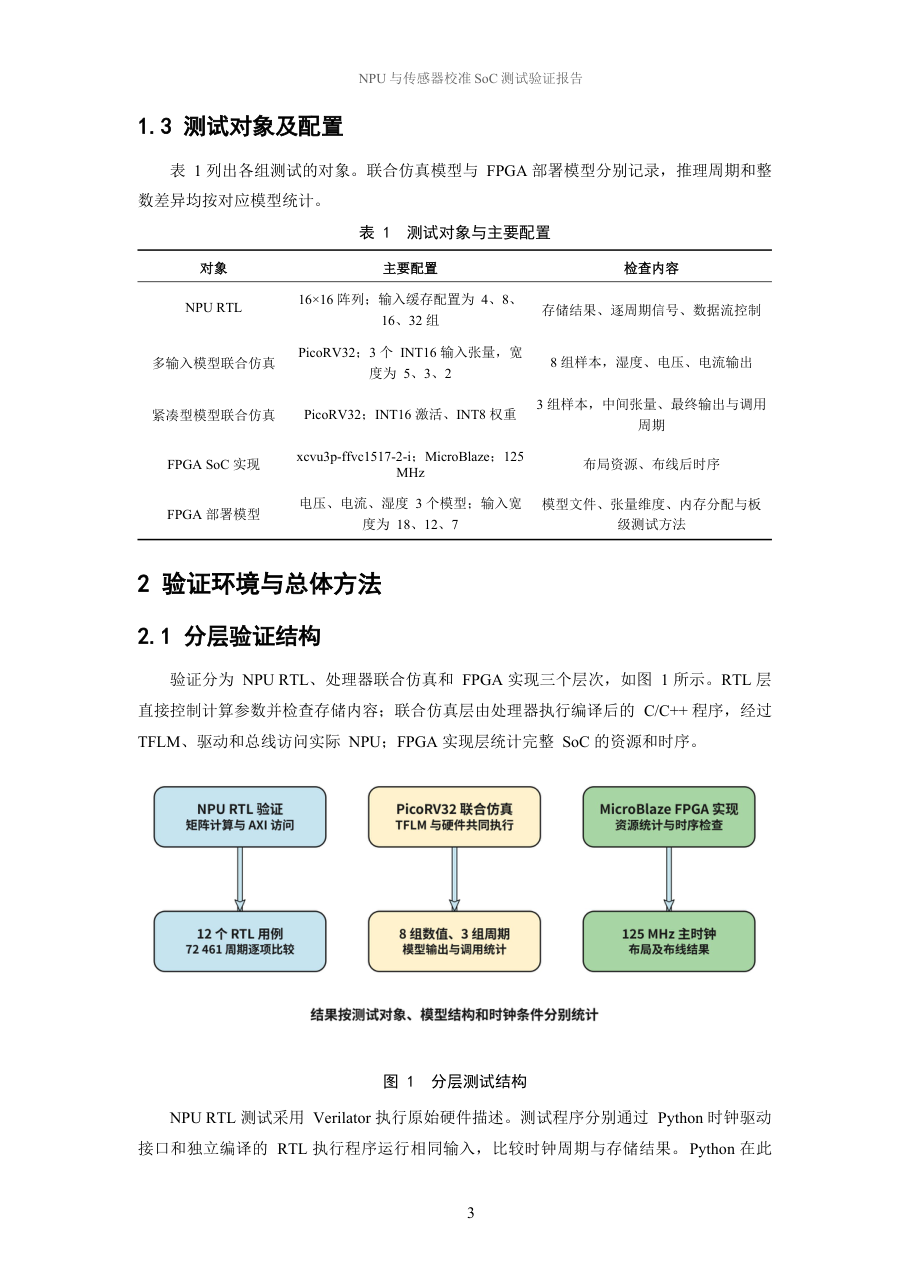 NPU 与传感器校准 SoC 测试验证报告
1.3 测试对象及配置
表 1 列出各组测试的对象。联合仿真模型与 FPGA 部署模型分别记录，推理周期和整
数差异均按对应模型统计。
表 1 测试对象与主要配置
对象 主要配置 检查内容
NPU RTL 16×16 阵列；输入缓存配置为 4、8、
16、32 组 存储结果、逐周期信号、数据流控制
多输入模型联合仿真 PicoRV32；3 个 INT16 输入张量，宽
度为 5、3、2 8 组样本，湿度、电压、电流输出
紧凑型模型联合仿真 PicoRV32；INT16 激活、INT8 权重 3 组样本，中间张量、最终输出与调用
周期
FPGA SoC 实现 xcvu3p-ffvc1517-2-i；MicroBlaze；125
MHz 布局资源、布线后时序
FPGA 部署模型 电压、电流、湿度 3 个模型；输入宽
度为 18、12、7 模型文件、张量维度、内存分配与板
级测试方法
2 验证环境与总体方法
2.1 分层验证结构
验证分为 NPU RTL、处理器联合仿真和 FPGA 实现三个层次，如图 1 所示。RTL 层
直接控制计算参数并检查存储内容；联合仿真层由处理器执行编译后的 C/C++ 程序，经过
TFLM、驱动和总线访问实际 NPU；FPGA 实现层统计完整 SoC 的资源和时序。
NPU RTL 验证
矩阵计算与 AXI 访问
PicoRV32 联合仿真
TFLM 与硬件共同执行
MicroBlaze FPGA 实现
资源统计与时序检查
12 个 RTL 用例
72 461 周期逐项比较
8 组数值、3 组周期
模型输出与调用统计
125 MHz 主时钟
布局及布线结果
结果按测试对象、模型结构和时钟条件分别统计
图 1 分层测试结构
NPU RTL 测试采用 Verilator 执行原始硬件描述。测试程序分别通过 Python 时钟驱动
接口和独立编译的 RTL 执行程序运行相同输入，比较时钟周期与存储结果。Python 在此
3